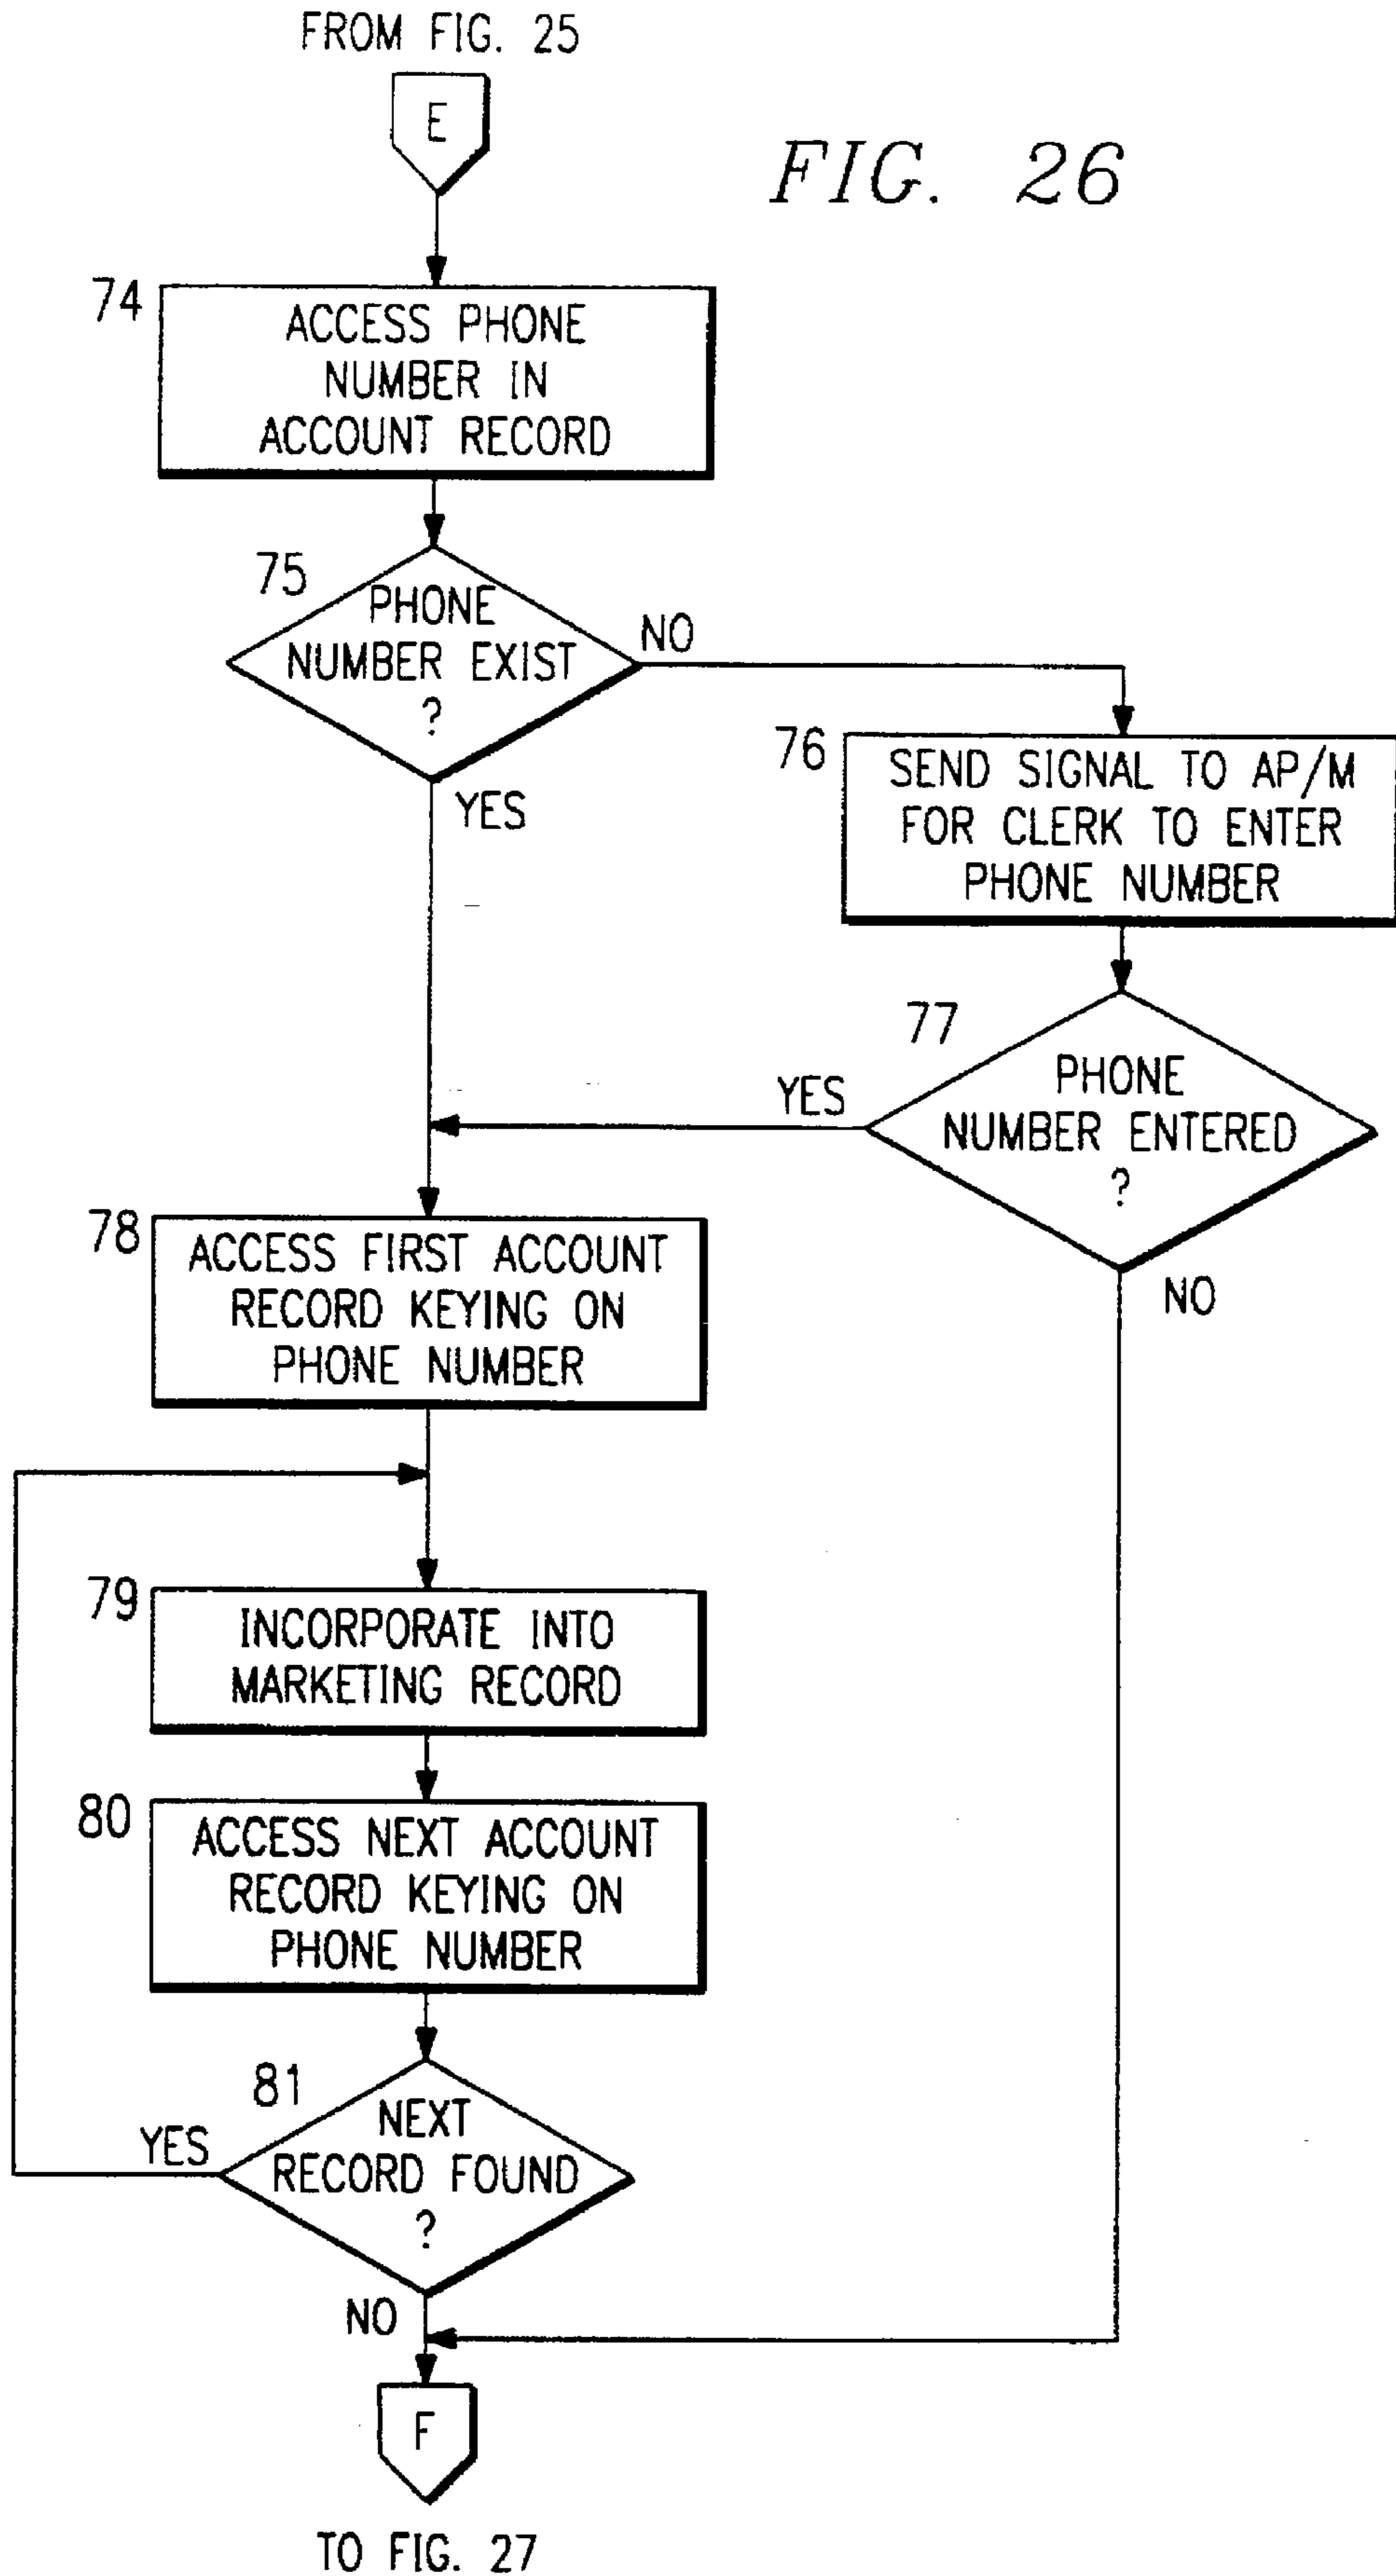 FROM FIG. 25
E
FIG. 26
74
ACCESS PHONE
NUMBER IN
ACCOUNT RECORD
75
PHONE
NUMBER EXIST
?
NO
YES
76
SEND SIGNAL TO AP/M
FOR CLERK TO ENTER
PHONE NUMBER
77
PHONE
NUMBER ENTERED
?
YES
NO
78
ACCESS FIRST ACCOUNT
RECORD KEYING ON
PHONE NUMBER
79
INCORPORATE INTO
MARKETING RECORD
80
ACCESS NEXT ACCOUNT
RECORD KEYING ON
PHONE NUMBER
81
NEXT
RECORD FOUND
?
YES
NO
F
TO FIG. 27